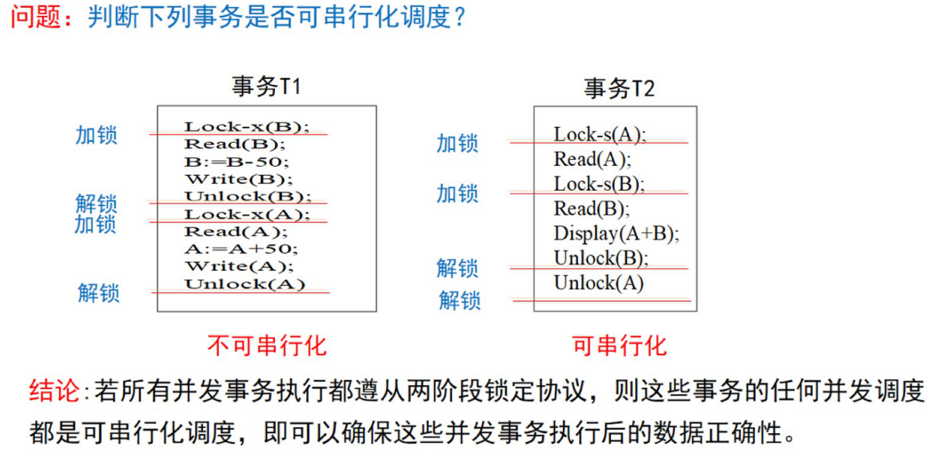 问题：判断下列事务是否可串行化调度？
事务T1
加锁
解锁
加锁
解锁
Lock-x(B);
Read(B);
B:=B-50;
Write(B);
Unlock(B);
Lock-x(A);
Read(A);
A:=A+50;
Write(A);
Unlock(A)
不可串行化
事务T2
加锁
加锁
解锁
解锁
Lock-s(A);
Read(A);
Lock-s(B);
Read(B);
Display(A+B);
Unlock(B);
Unlock(A)
可串行化
结论:若所有并发事务执行都遵从两阶段锁定协议，则这些事务的任何并发调度
都是可串行化调度，即可以确保这些并发事务执行后的数据正确性。